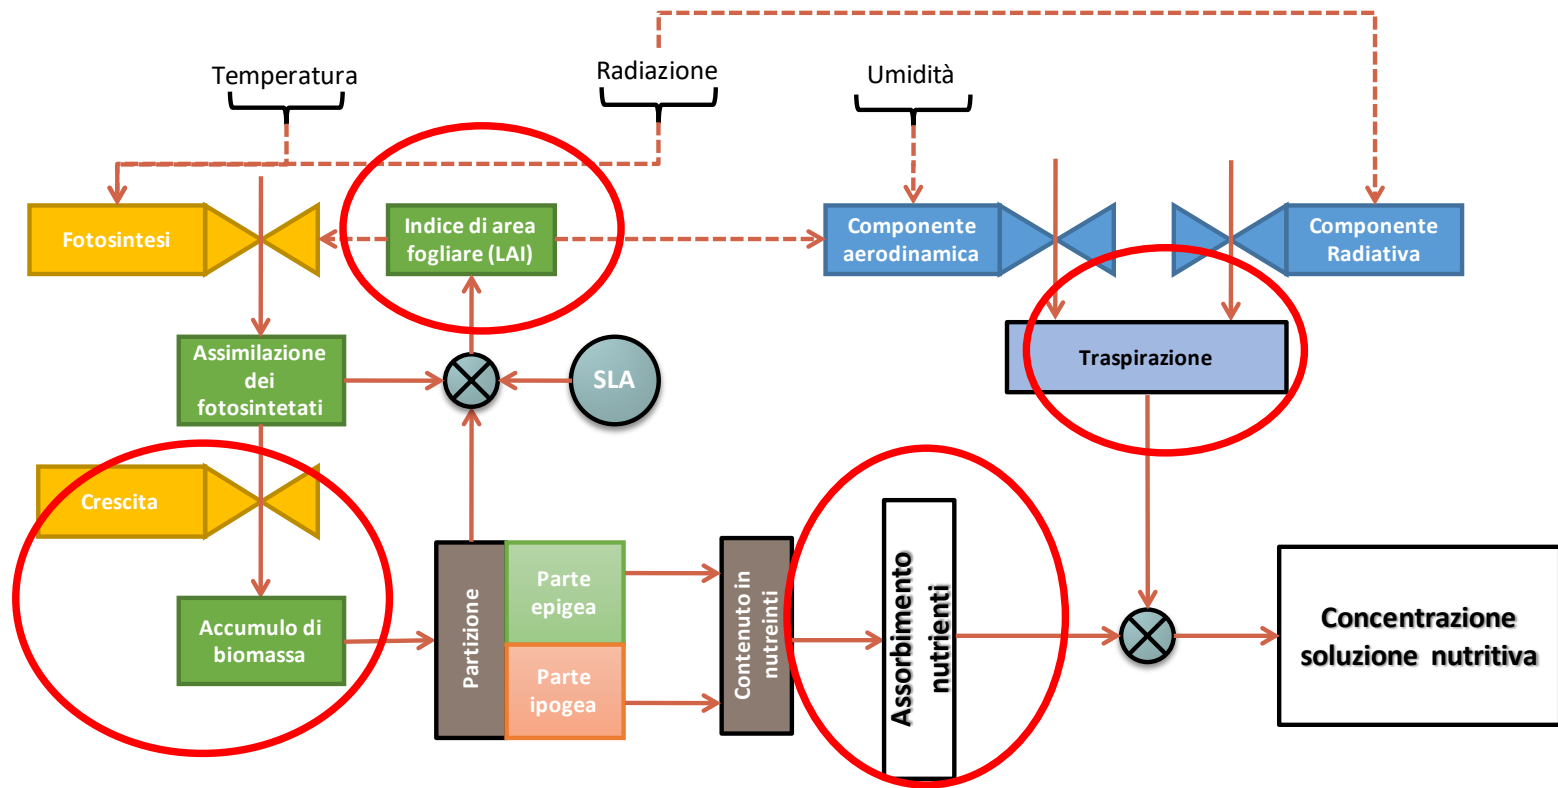 Temperatura
Radiazione
Umidità
Fotosintesi
Indice di area
fogliare (LAI)
Componente
aerodinamica
Componente
Radiativa
Assimilazione
dei
fotosintetati
SLA
Traspirazione
Crescita
Accumulo di
biomassa
Partizione
Parte
epigea
Parte
ipogea
Contenuto in
nutreinti
Assorbimento
nutrienti
Concentrazione
soluzione nutritiva